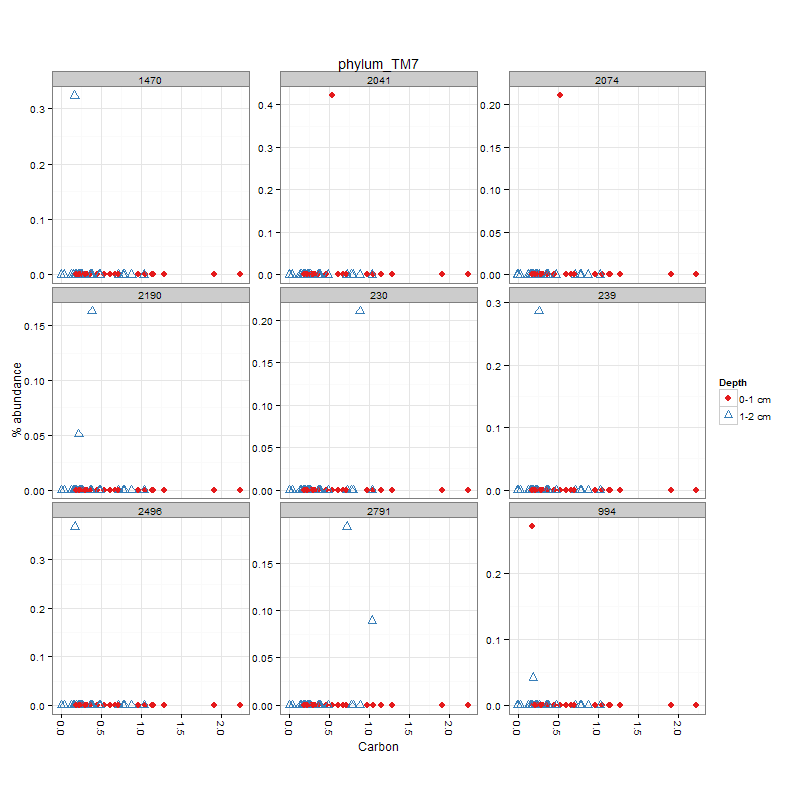 phylum_TM7
1470 2041 2074
0.3 0.4 0.20
0.2 0.3 0.15
0.2 0.10
0.1 0.1 0.05
0.0 0.0 0.00
2190 230 239
0.15 0.20 0.3
0.10 0.15 0.2
0.05 0.10 0.1
0.05
0.00 0.00 0.0
% abundance
2496 2791 994
0.3 0.15 0.2
0.2 0.10
0.1 0.05 0.1
0.0 0.00 0.0
0.0 0.5 1.0 1.5 2.0 0.0 0.5 1.0 1.5 2.0 0.0 0.5 1.0 1.5 2.0
Carbon
Depth
0-1 cm
1-2 cm